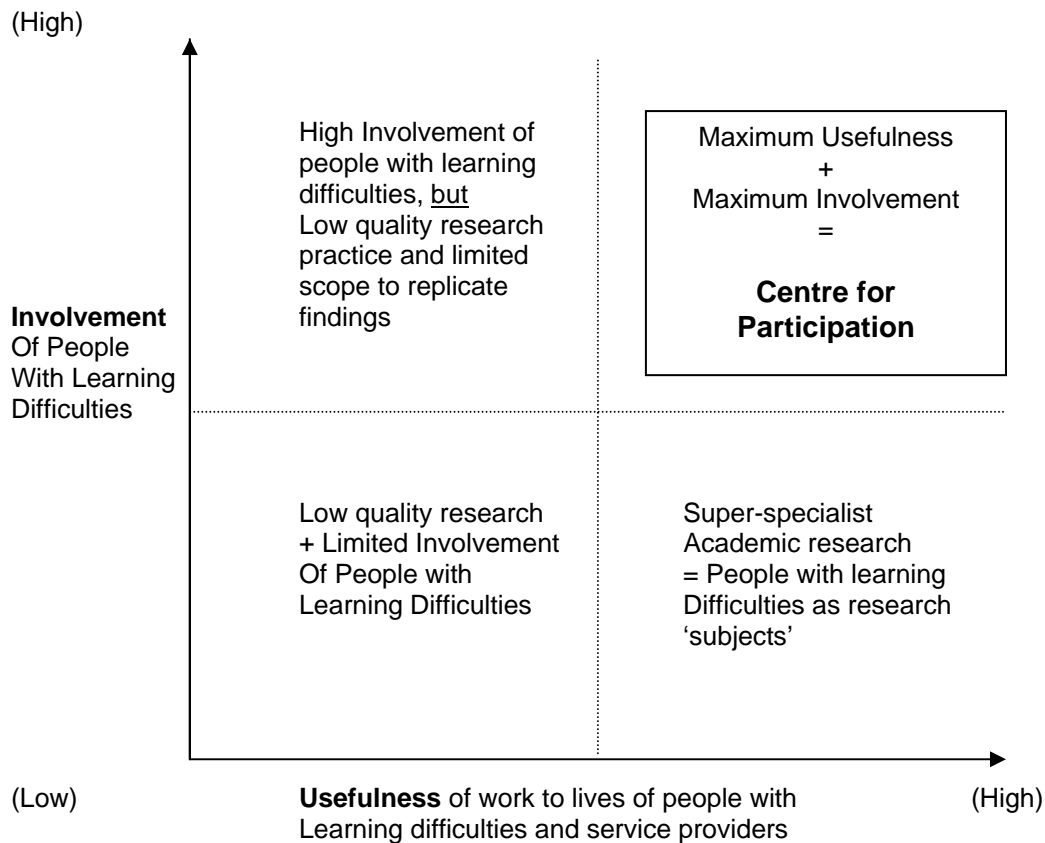 (High)
High Involvement of
people with learning
difficulties, but
Low quality research
practice and limited
scope to replicate
findings
Maximum Usefulness
+
Maximum Involvement
=
Centre for
Participation
Involvement
Of People
With Learning
Difficulties
Low quality research
+ Limited Involvement
Of People with
Learning Difficulties
Super-specialist
Academic research
= People with learning
Difficulties as research
‘subjects’
(Low)
Usefulness of work to lives of people with
Learning difficulties and service providers
(High)